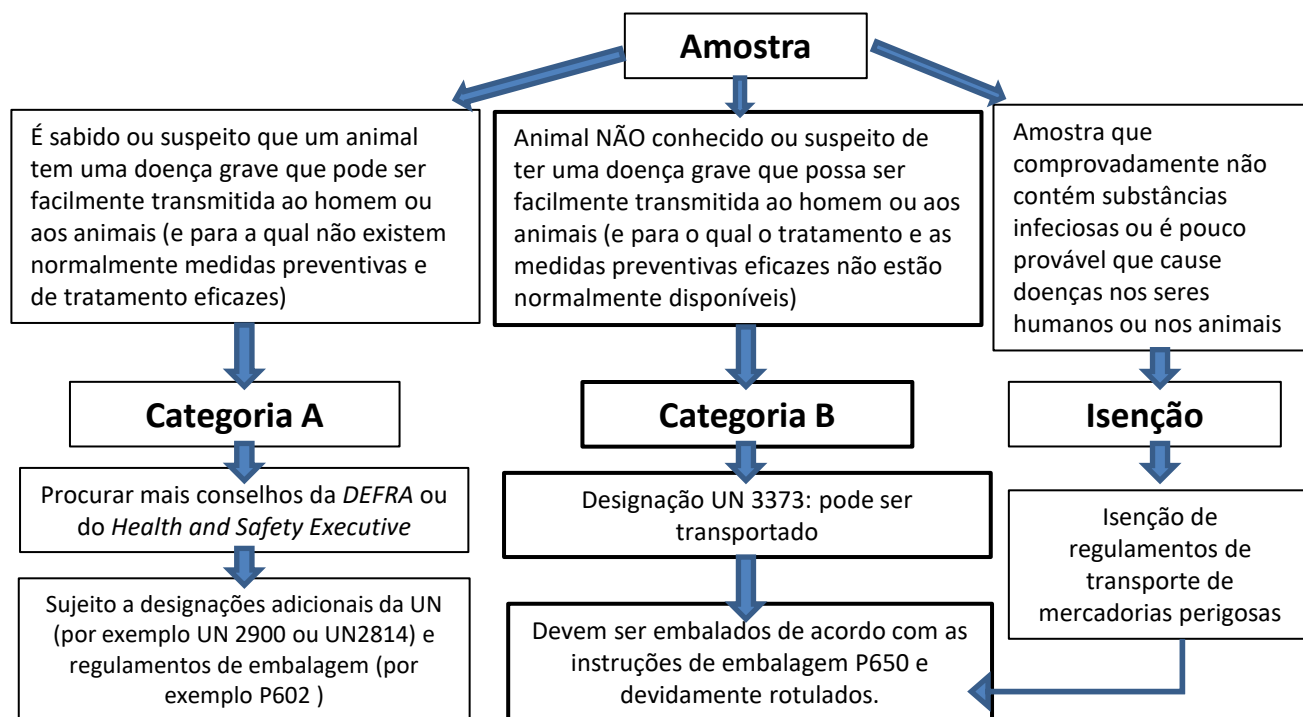 Amostra
É sabido ou suspeito que um animal
tem uma doença grave que pode ser
facilmente transmitida ao homem ou
aos animais (e para a qual não existem
normalmente medidas preventivas e
de tratamento eficazes)
Animal NÃO conhecido ou suspeito de
ter uma doença grave que possa ser
facilmente transmitida ao homem ou aos
animais (e para o qual o tratamento e as
medidas preventivas eficazes não estão
normalmente disponíveis)
Amostra que
comprovadamente não
contém substâncias
infeciosas ou é pouco
provável que cause
doenças nos seres
humanos ou nos animais
Categoria A
Categoria B
Isenção
Procurar mais conselhos da DEFRA ou
do Health and Safety Executive
Designação UN 3373: pode ser
transportado
Isenção de
regulamentos de
transporte de
mercadorias perigosas
Sujeito a designações adicionais da UN
(por exemplo UN 2900 ou UN2814) e
regulamentos de embalagem (por
exemplo P602 )
Devem ser embalados de acordo com as
instruções de embalagem P650 e
devidamente rotulados.